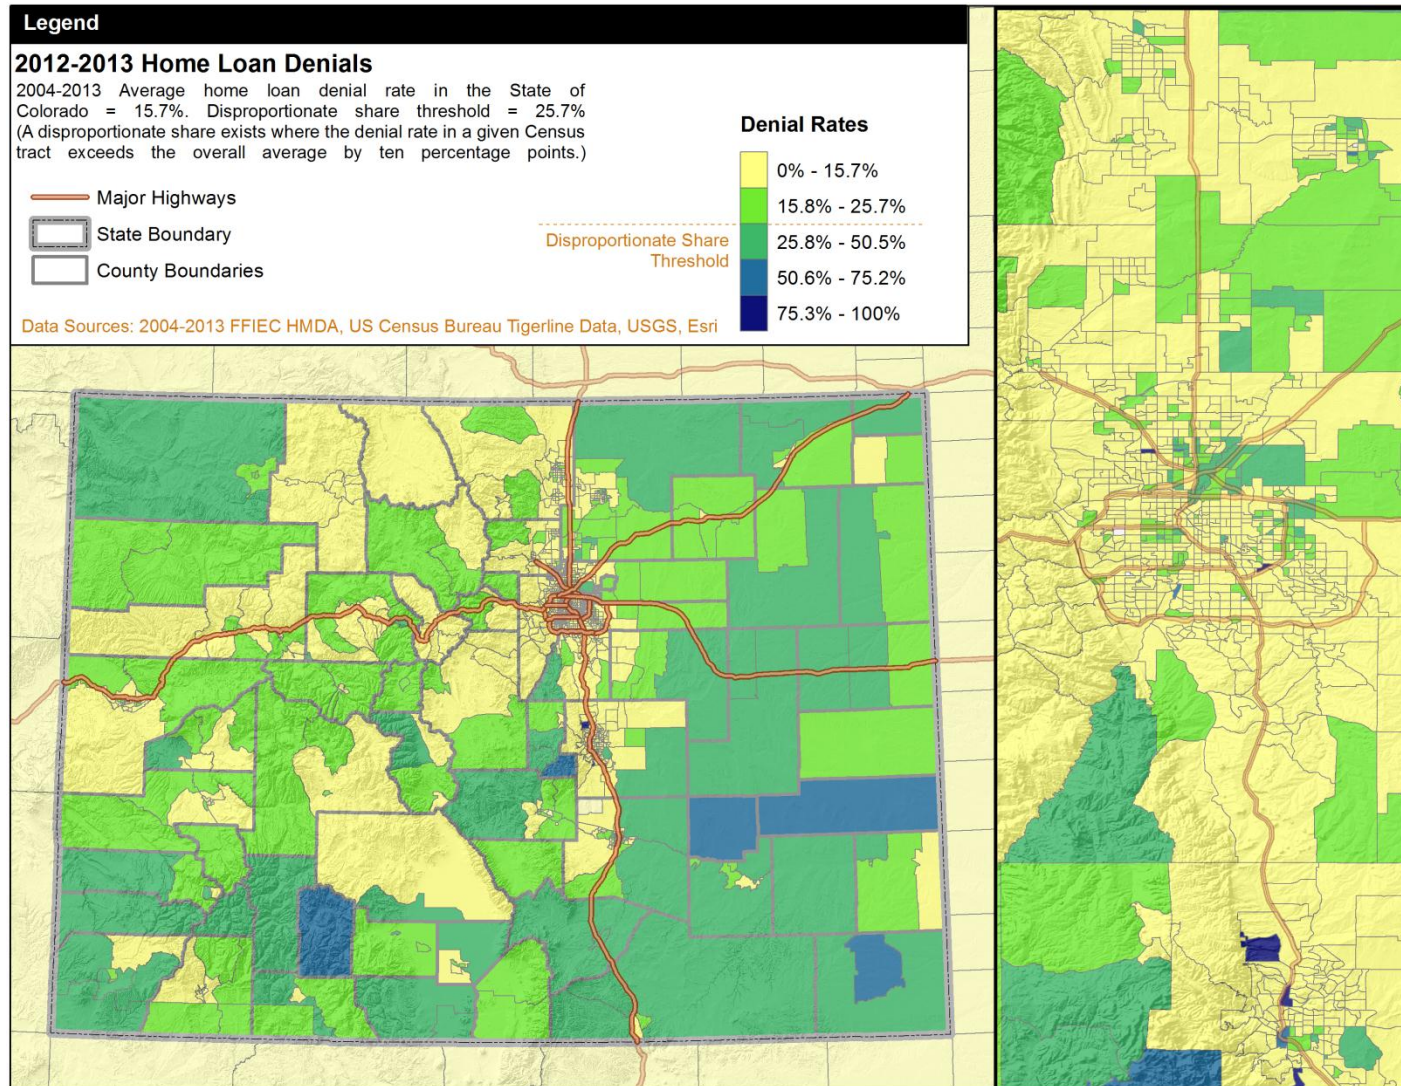 Legend
2012-2013 Home Loan Denials
2004-2013 Average home loan denial rate in the State of
Colorado = 15.7%. Disproportionate share threshold = 25.7%
(A disproportionate share exists where the denial rate in a given Census
tract exceeds the overall average by ten percentage points.)
Major Highways
State Boundary
County Boundaries
Data Sources: 2004-2013 FFIEC HMDA, US Census Bureau Tigerline Data, USGS, Esri
Denial Rates
0% - 15.7%
15.8% - 25.7%
Disproportionate Share
Threshold
25.8% - 50.5%
50.6% - 75.2%
75.3% - 100%